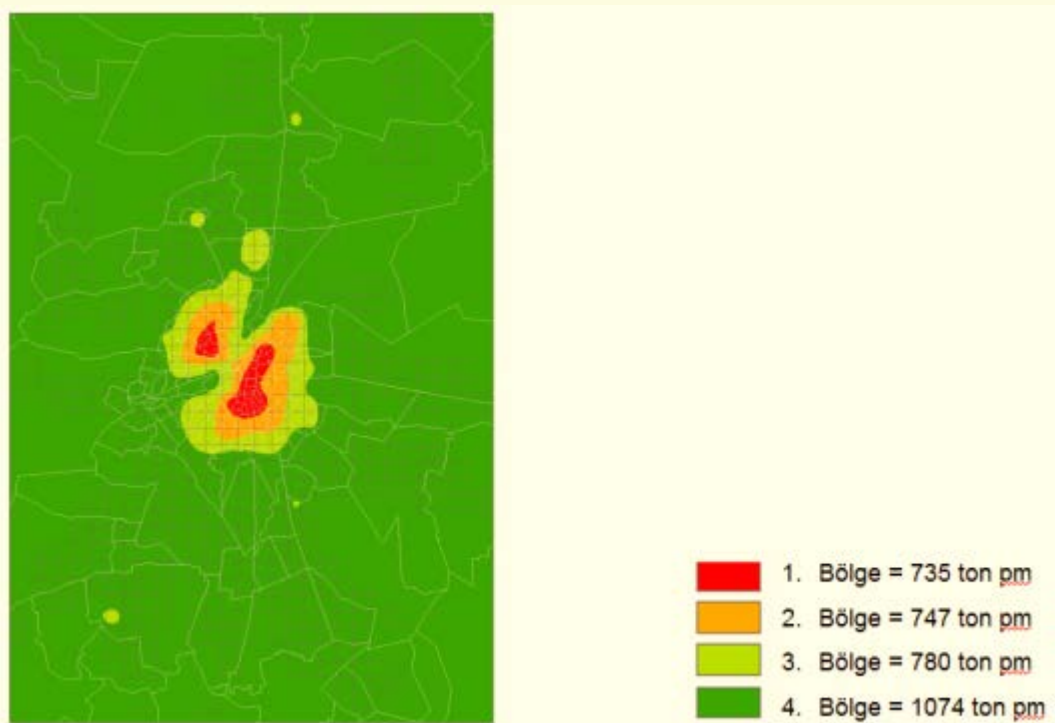 1. Bölge = 735 ton pm
2. Bölge = 747 ton pm
3. Bölge = 780 ton pm
4. Bölge = 1074 ton pm